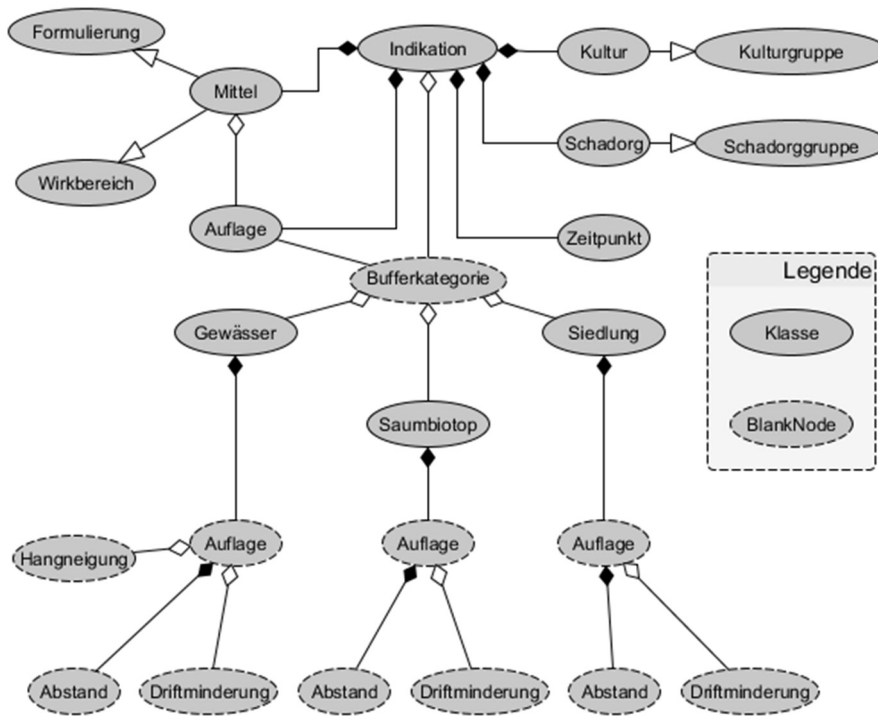 Formulierung
Indikation
Kultur
Kulturgruppe
Mittel
Schadorg
Schadorggruppe
Wirkbereich
Auflage
Zeitpunkt
Bufferkategorie
Legende
Gewässer
Siedlung
Klasse
Saumbiotop
BlankNode
Hangneigung
Auflage
Auflage
Auflage
Abstand
Driftminderung
Abstand
Driftminderung
Abstand
Driftminderung